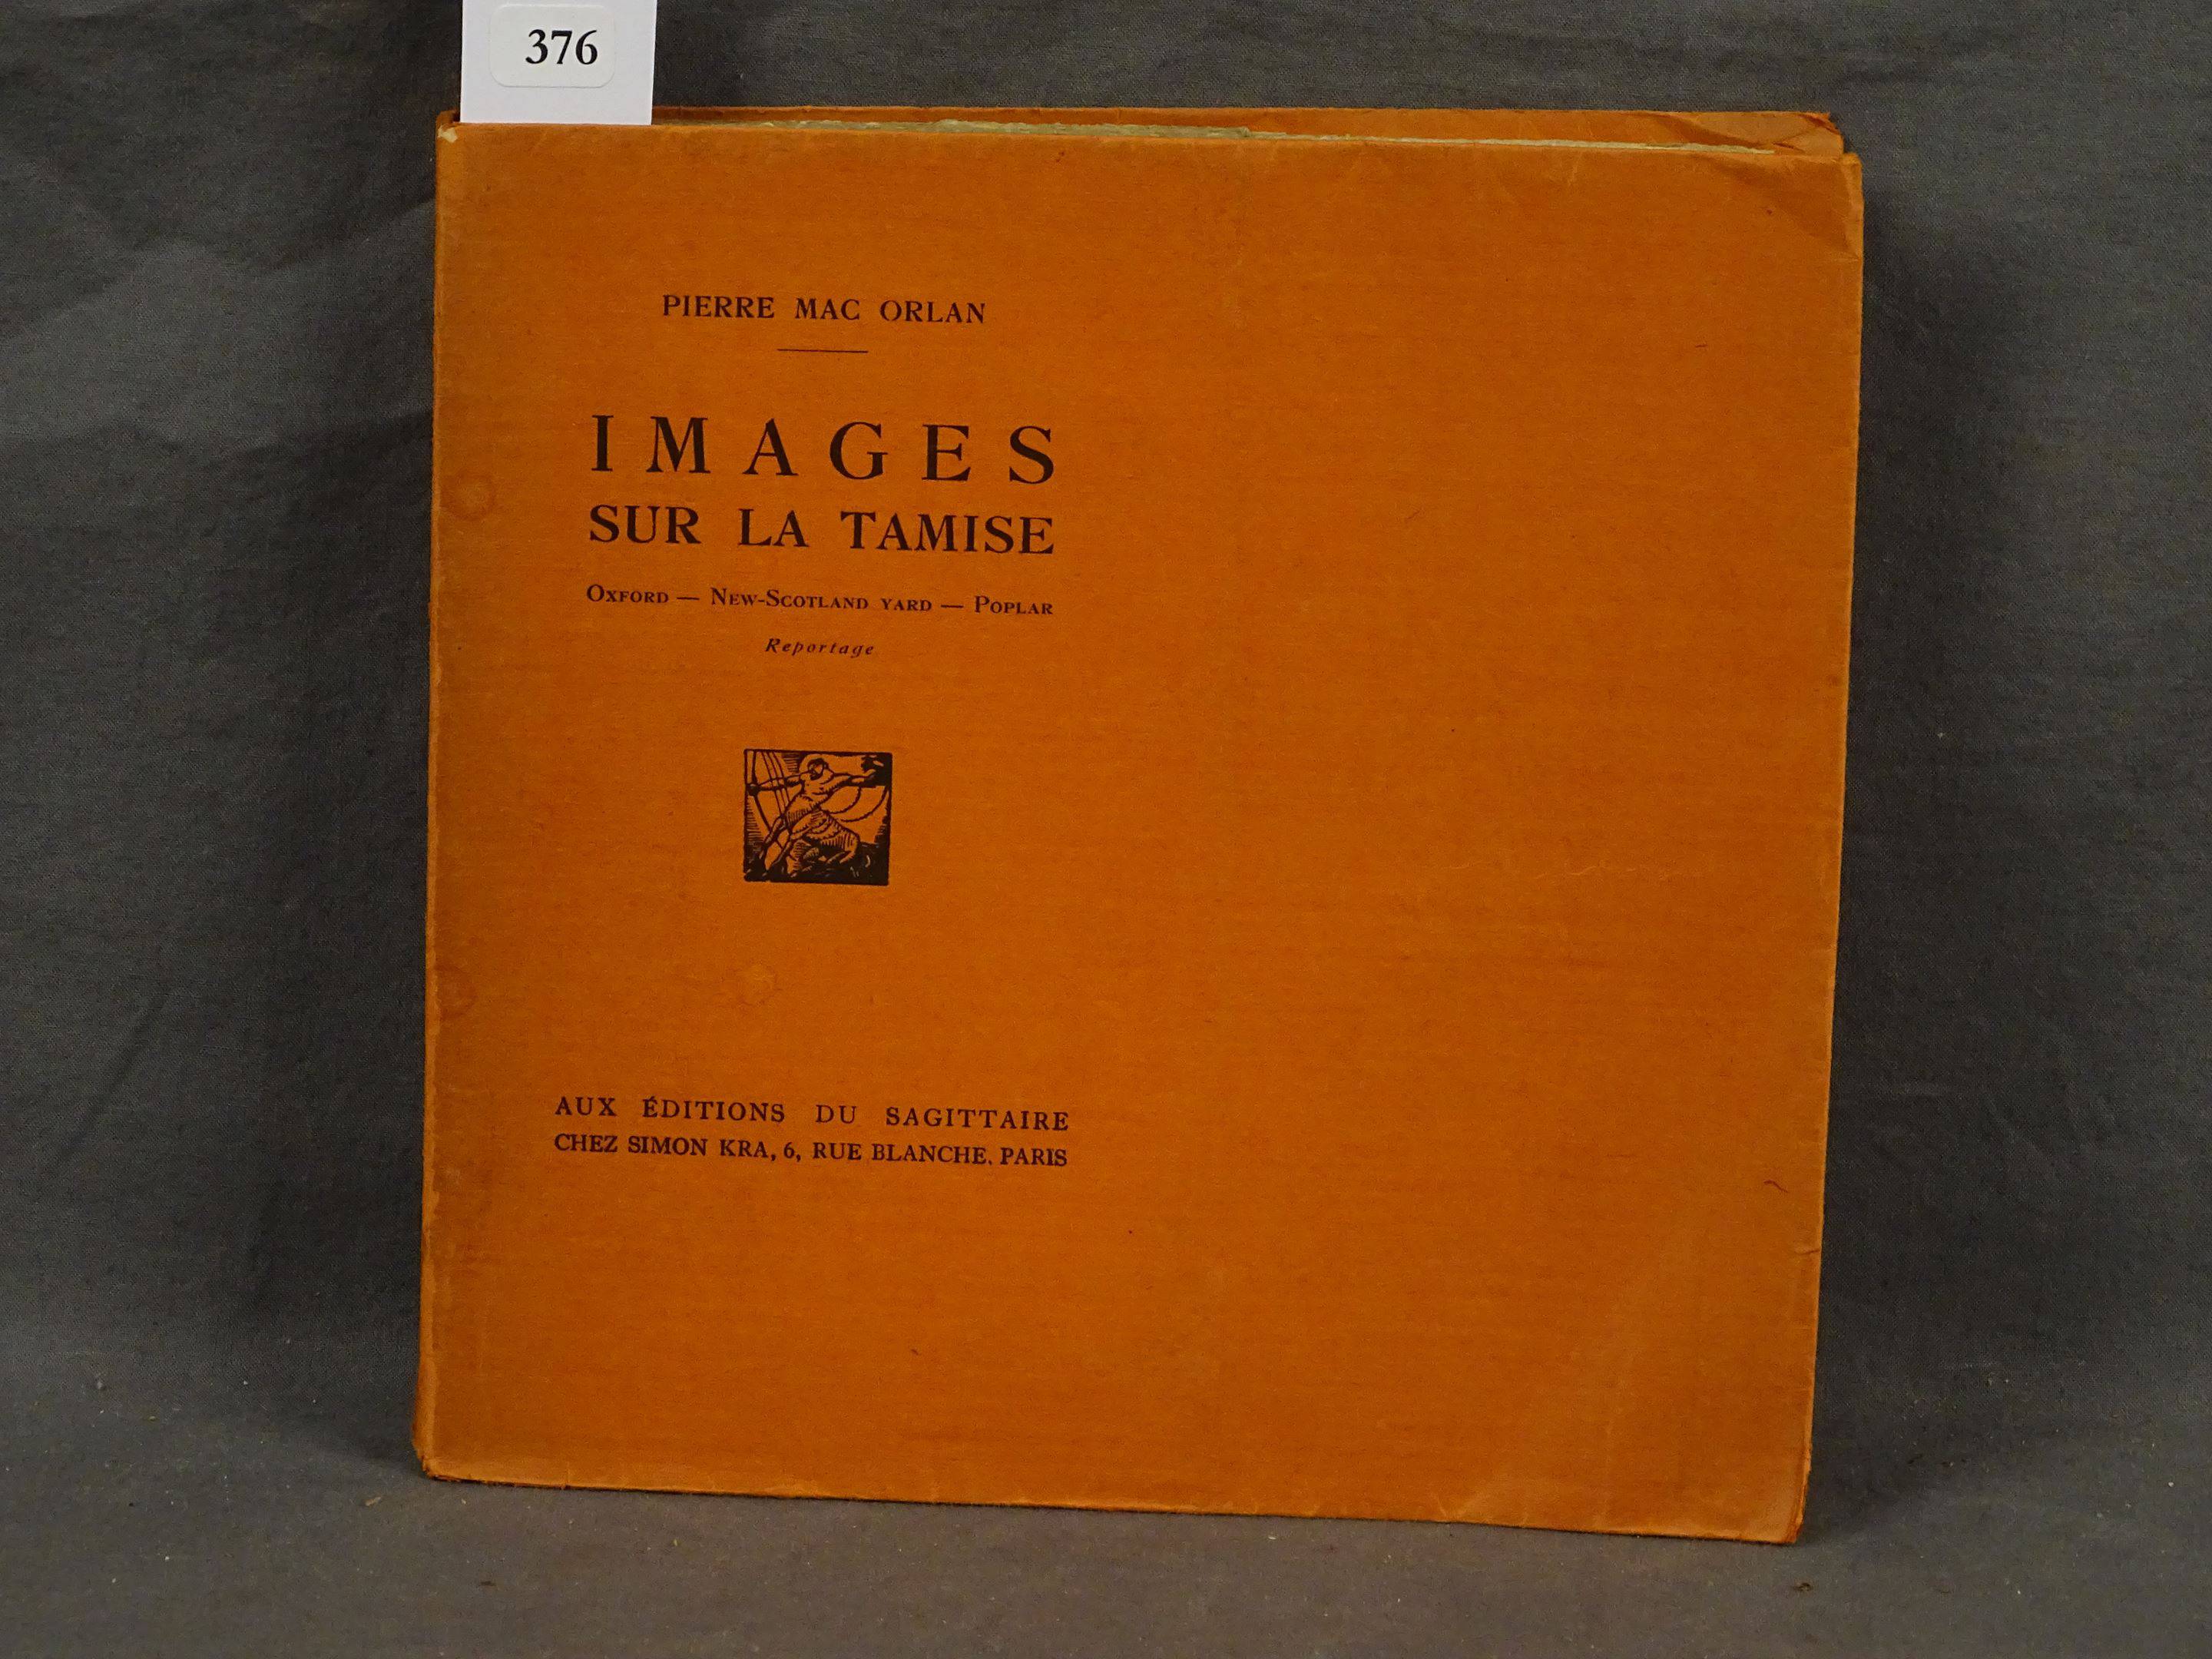 376
PIERRE MAC ORLAN
IMAGES
SUR LA TAMISE
OXFORD — NEW-SCOTLAND YARD — POPLAR
Reportage
AUX ÉDITIONS DU SAGITTAIRE
CHEZ SIMON KRA, 6, RUE BLANCHE. PARIS